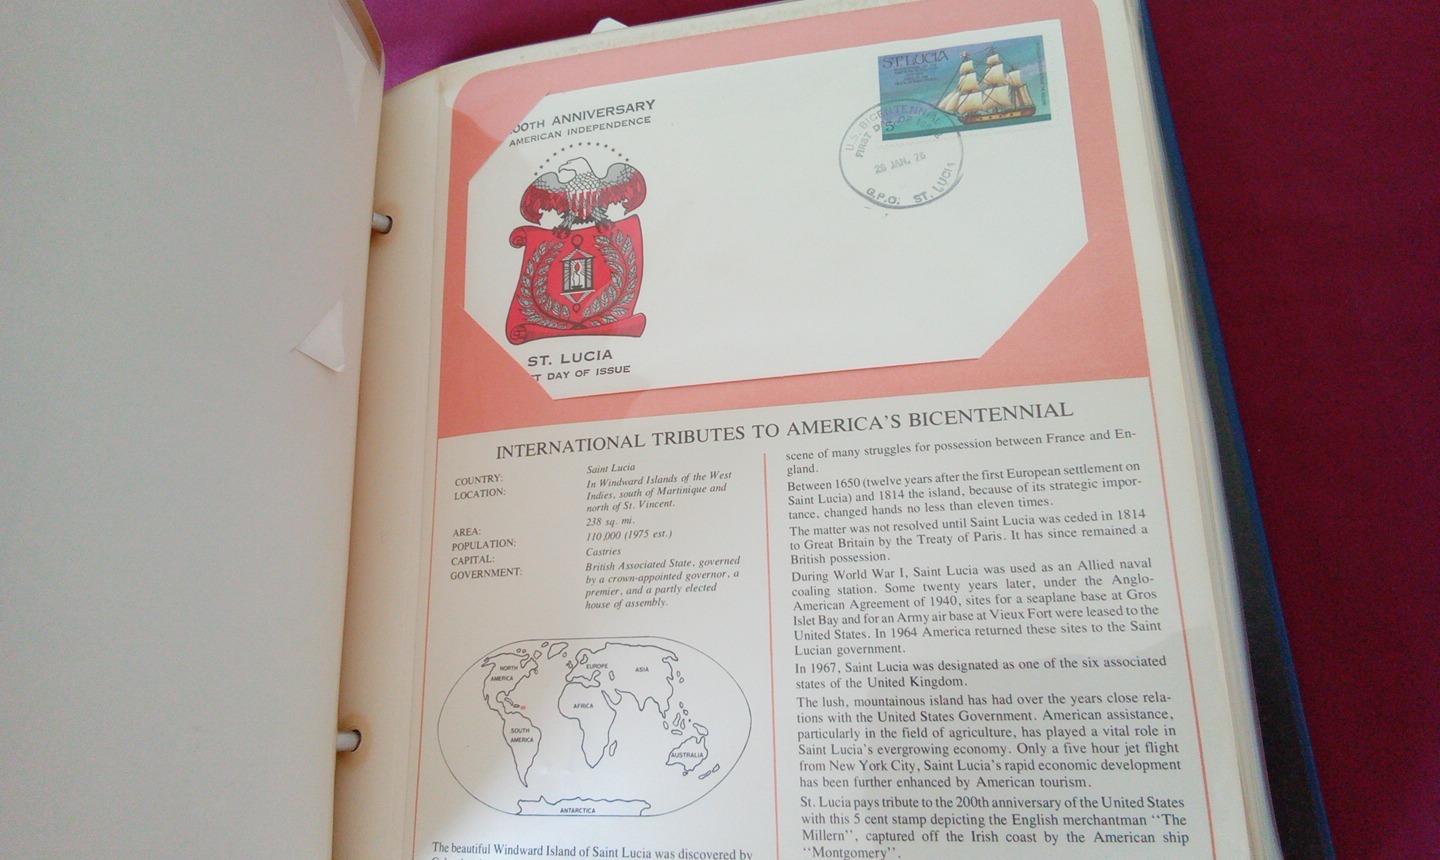 00TH ANNIVERSARY
AMERICAN INDEPENDENCE
ST. LUCIA
T DAY OF ISSUE
ST LUCIA
5
U.S. BICENTENNIAL
FIRST
26 JAN. 76
G.P.O. ST. LUCIA
INTERNATIONAL TRIBUTES TO AMERICA'S BICENTENNIAL
COUNTRY: Saint Lucia
LOCATION: In Windward Islands of the West
Indies, south of Martinique and
north of St. Vincent.
AREA: 238 sq. mi.
POPULATION: 110,000 (1975 est.)
CAPITAL: Castries
GOVERNMENT: British Associated State, governed
by a crown-appointed governor, a
premier, and a partly elected
house of assembly.
NORTH
AMERICA
EUROPE
ASIA
AFRICA
SOUTH
AMERICA
AUSTRALIA
ANTARCTICA
The beautiful Windward Island of Saint Lucia was discovered by
scene of many struggles for possession between France and En-
gland.
Between 1650 (twelve years after the first European settlement on
Saint Lucia) and 1814 the island, because of its strategic impor-
tance, changed hands no less than eleven times.
The matter was not resolved until Saint Lucia was ceded in 1814
to Great Britain by the Treaty of Paris. It has since remained a
British possession.
During World War I, Saint Lucia was used as an Allied naval
coaling station. Some twenty years later, under the Anglo-
American Agreement of 1940, sites for a seaplane base at Gros
Islet Bay and for an Army air base at Vieux Fort were leased to the
United States. In 1964 America returned these sites to the Saint
Lucian government.
In 1967, Saint Lucia was designated as one of the six associated
states of the United Kingdom.
The lush, mountainous island has had over the years close rela-
tions with the United States Government. American assistance,
particularly in the field of agriculture, has played a vital role in
Saint Lucia's evergrowing economy. Only a five hour jet flight
from New York City, Saint Lucia's rapid economic development
has been further enhanced by American tourism.
St. Lucia pays tribute to the 200th anniversary of the United States
with this 5 cent stamp depicting the English merchantman "The
Millern", captured off the Irish coast by the American ship
"Montgomery".